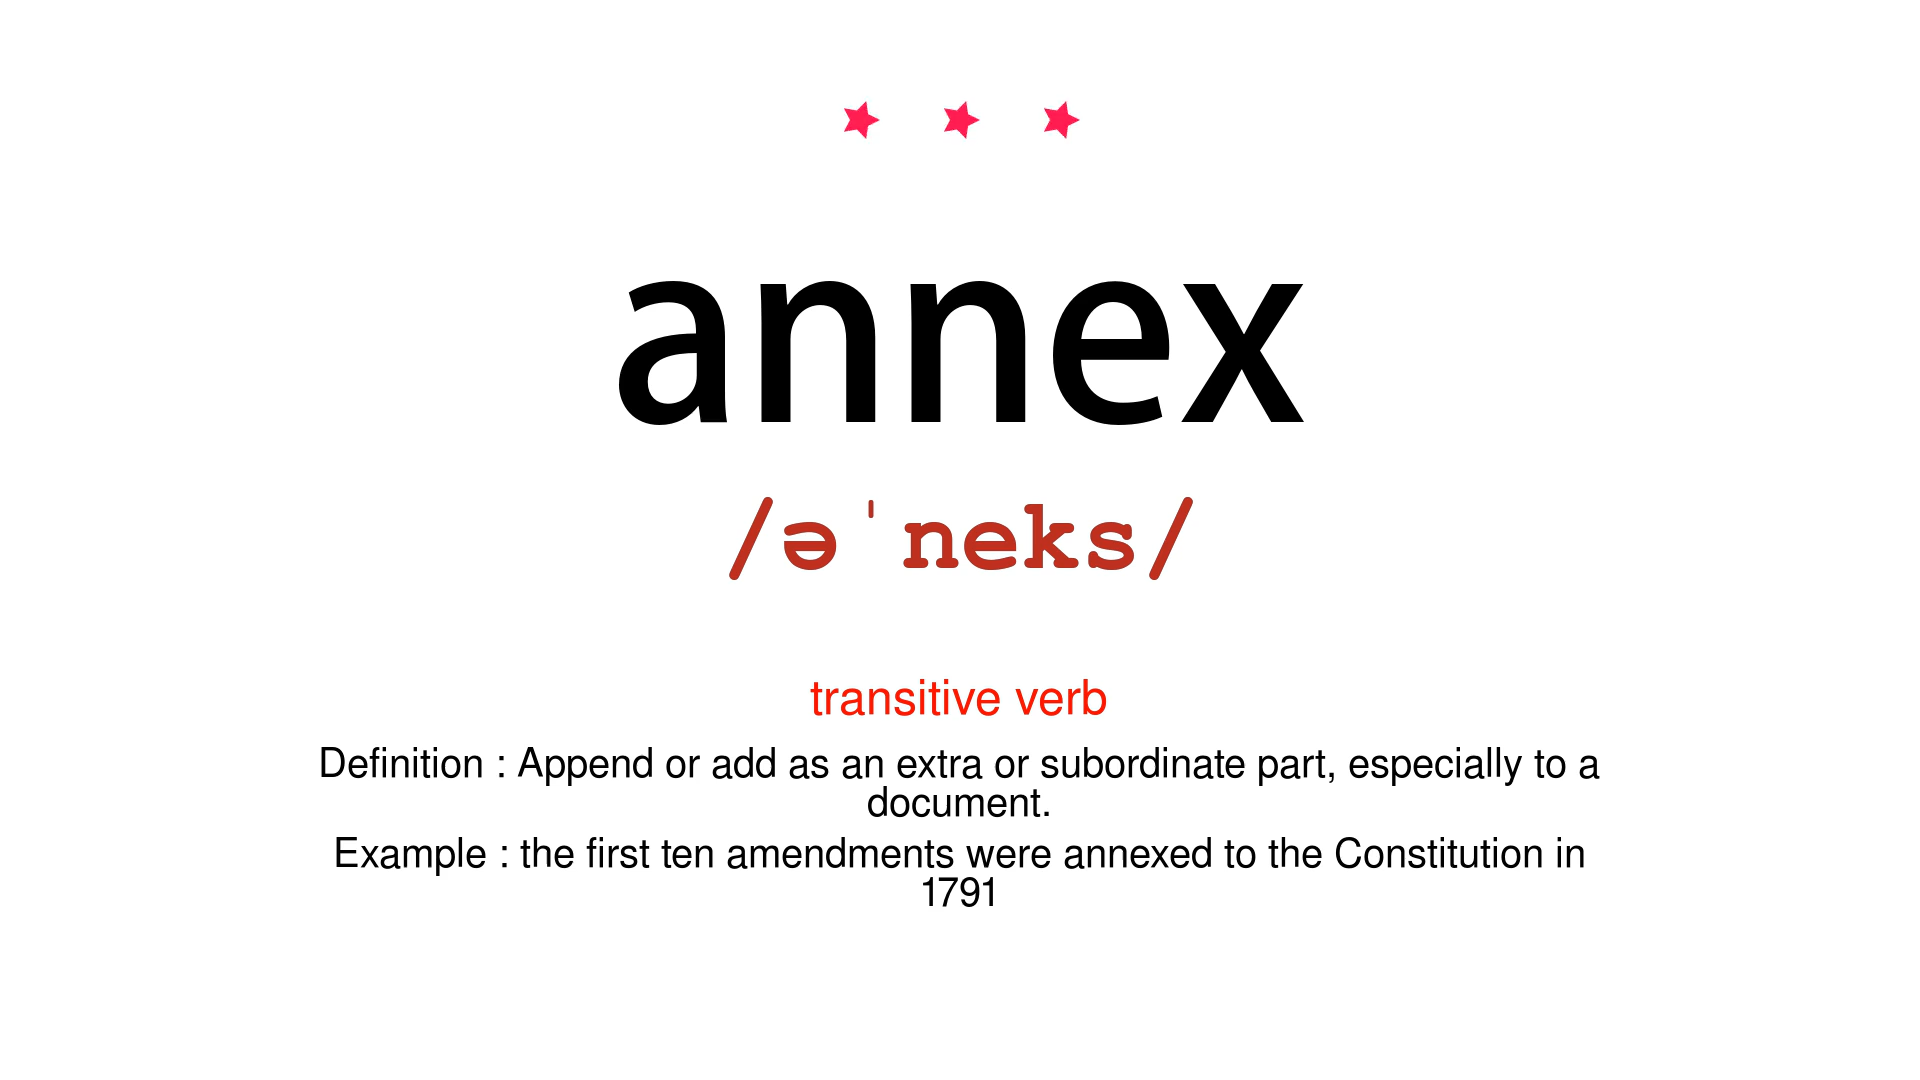 annex
/əˈneks/
transitive verb
Definition : Append or add as an extra or subordinate part, especially to a
document.
Example : the first ten amendments were annexed to the Constitution in
1791